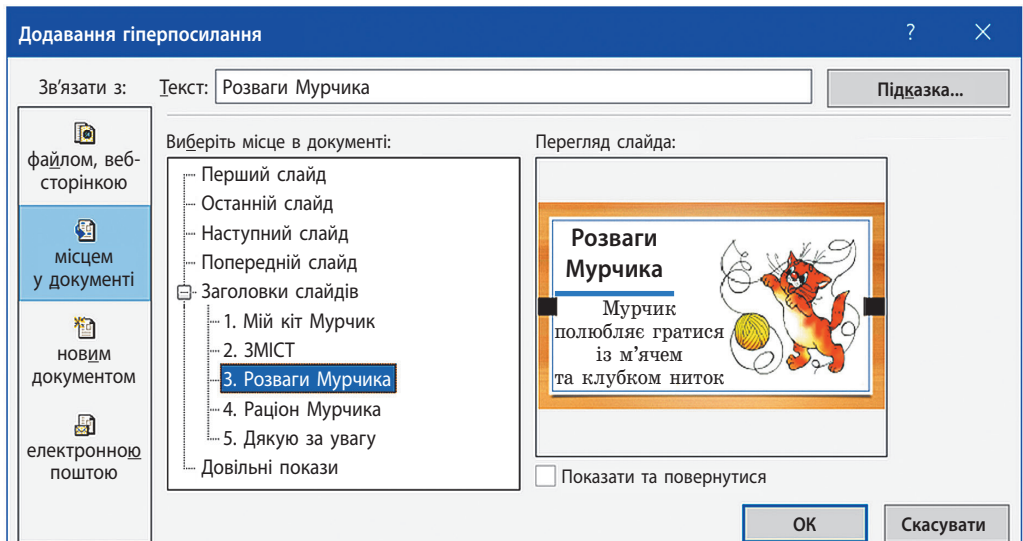 Додавання гіперпосилання ?
Зв'язати з: Текст: Розваги Мурчика Підказка...
файлом, веб-
сторінкою
місцем
у документі
новим
документом
електронною
поштою
Виберіть місце в документі:
Перший слайд
Останній слайд
Наступний слайд
Попередній слайд
Заголовки слайдів
1. Мій кіт Мурчик
2. ЗМІСТ
3. Розваги Мурчика
4. Раціон Мурчика
5. Дякую за увагу
Довільні покази
Перегляд слайда:
Розваги
Мурчика
Мурчик
полюбляє гратися
із м’ячем
та клубком ниток
Показати та повернутися
ОК Скасувати